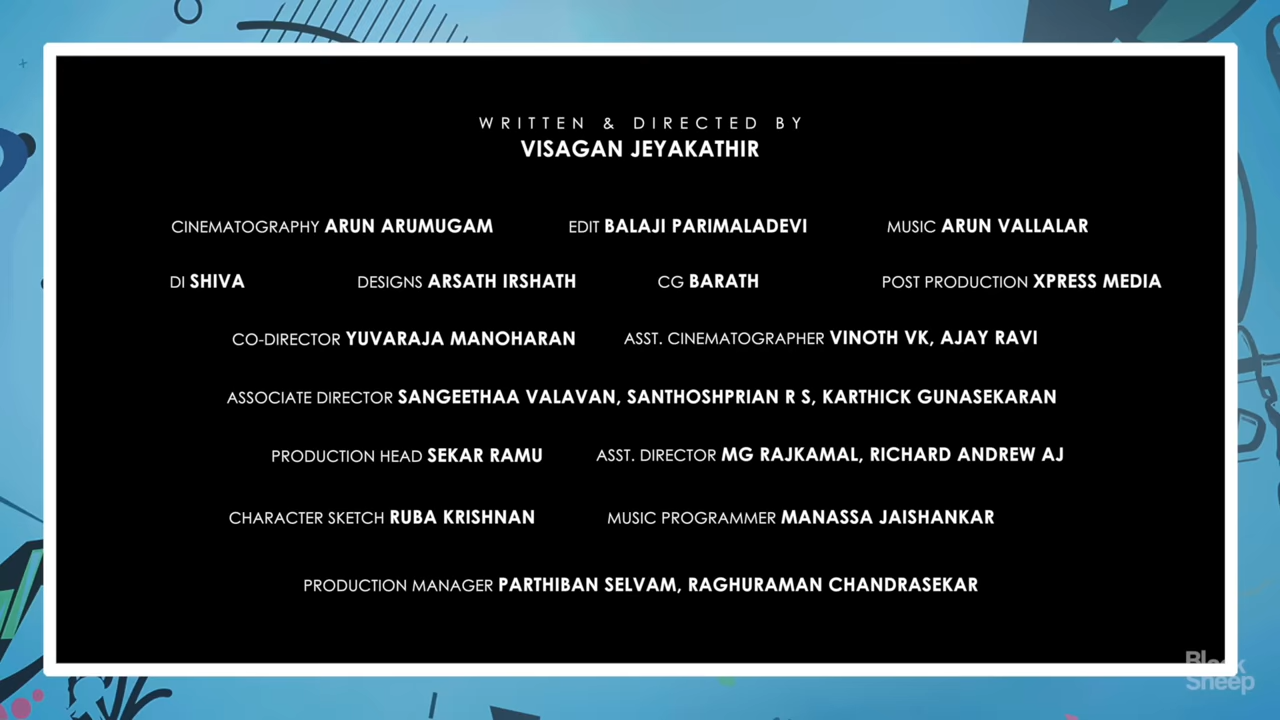 WRITTEN & DIRECTED BY
VISAGAN JEYAKATHIR
CINEMATOGRAPHY ARUN ARUMUGAM EDIT BALAJI PARIMALADEVI MUSIC ARUN VALLALAR
DI SHIVA DESIGNS ARSATH IRSHATH CG BARATH POST PRODUCTION XPRESS MEDIA
CO-DIRECTOR YUVARAJA MANOHARAN ASST. CINEMATOGRAPHER VINOTH VK, AJAY RAVI
ASSOCIATE DIRECTOR SANGEETHAA VALAVAN, SANTHOSHPRIAN R S, KARTHICK GUNASEKARAN
PRODUCTION HEAD SEKAR RAMU ASST. DIRECTOR MG RAJKAMAL, RICHARD ANDREW AJ
CHARACTER SKETCH RUBA KRISHNAN MUSIC PROGRAMMER MANASSA JAISHANKAR
PRODUCTION MANAGER PARTHIBAN SELVAM, RAGHURAMAN CHANDRASEKAR
Black
Sheep